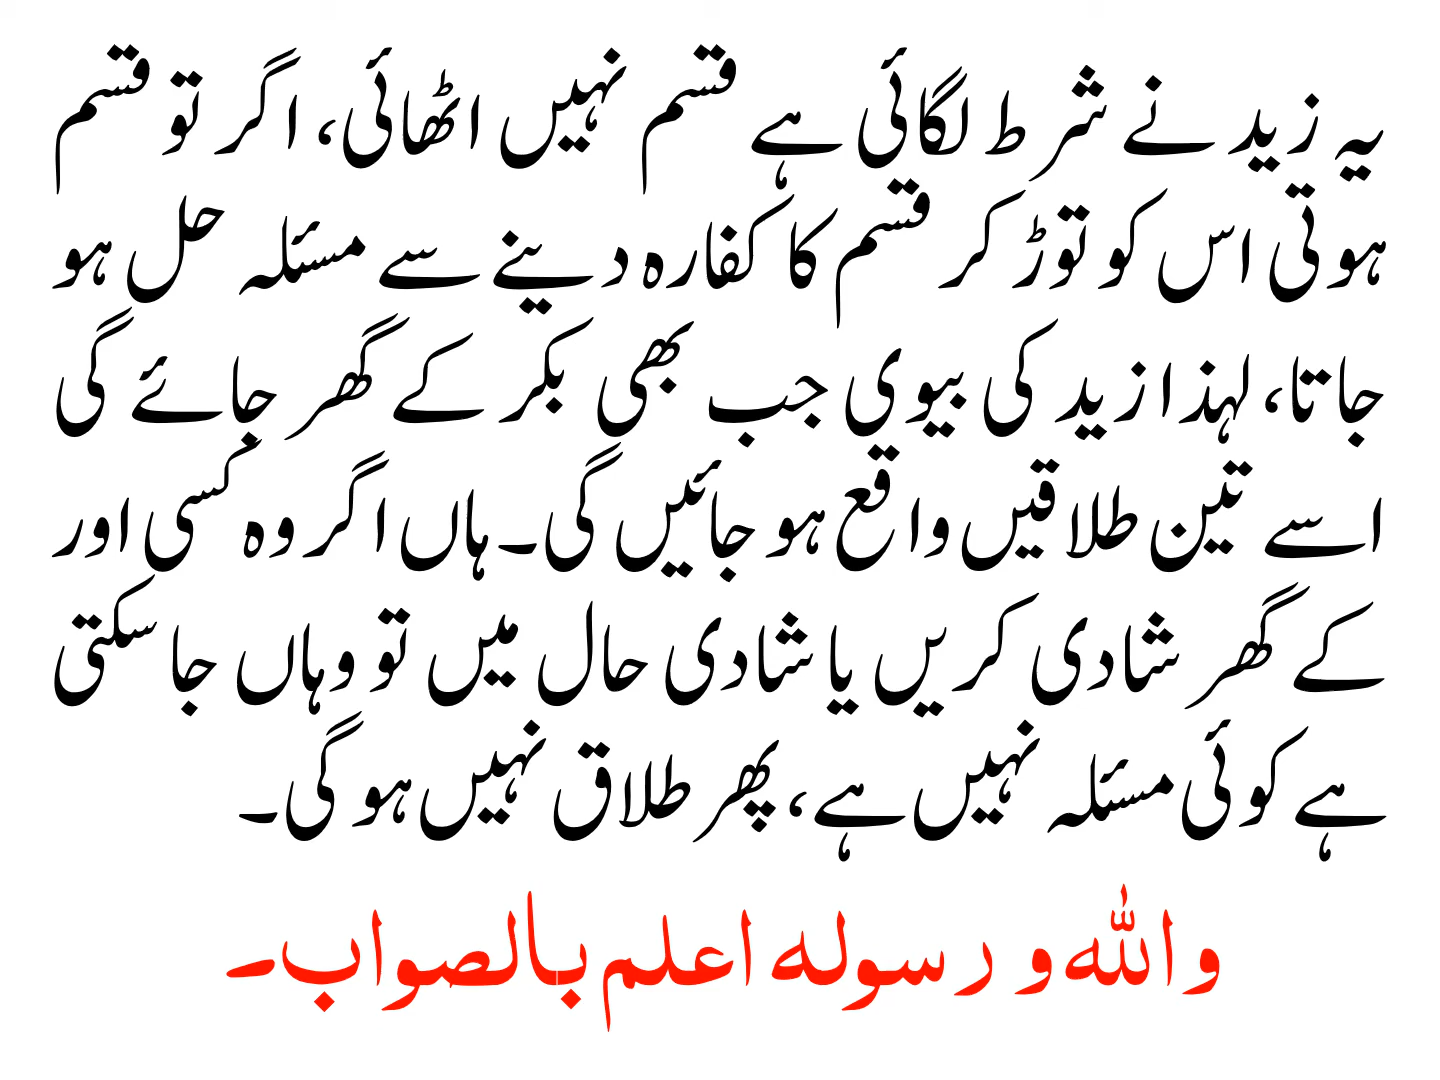 یہ زید نے شرط لگائی ہے قسم نہیں اٹھائی، اگر تو قسم
ہوتی اس کو توڑ کر قسم کا کفارہ دینے سے مسئلہ حل ہو
جاتا، لہذا زید کی بیوی جب بھی بکر کے گھر جائے گی
اسے تین طلاقیں واقع ہو جائیں گی۔ ہاں اگر وہ کسی اور
کے گھر شادی کریں یا شادی حال میں تو وہاں جا سکتی
ہے کوئی مسئلہ نہیں ہے، پھر طلاق نہیں ہوگی۔
واللہ و رسولہ اعلم بالصواب۔